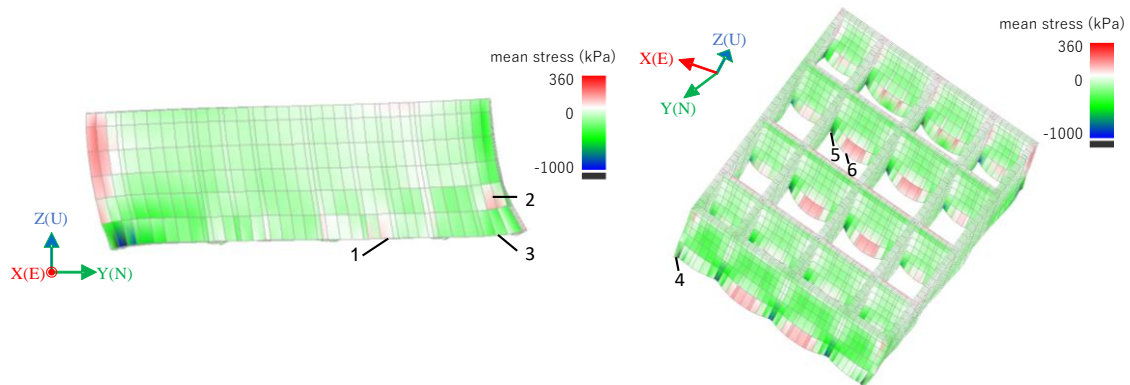 mean stress (kPa)
360
0
-1000
Z(U)
X(E)
Y(N)
1
2
3
mean stress (kPa)
360
0
-1000
Z(U)
X(E)
Y(N)
5
6
4